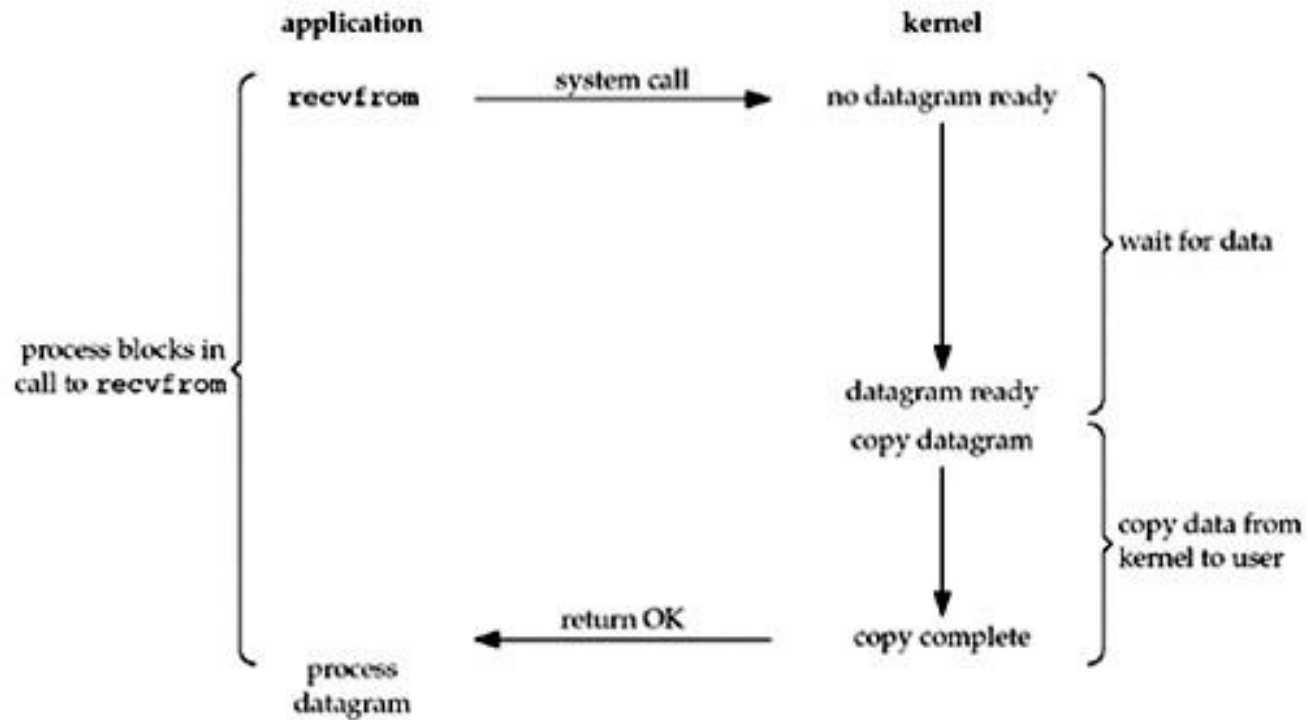 application
kernel
recvfrom
system call
no datagram ready
wait for data
process blocks in
call to recvfrom
datagram ready
copy datagram
copy data from
kernel to user
return OK
copy complete
process
datagram